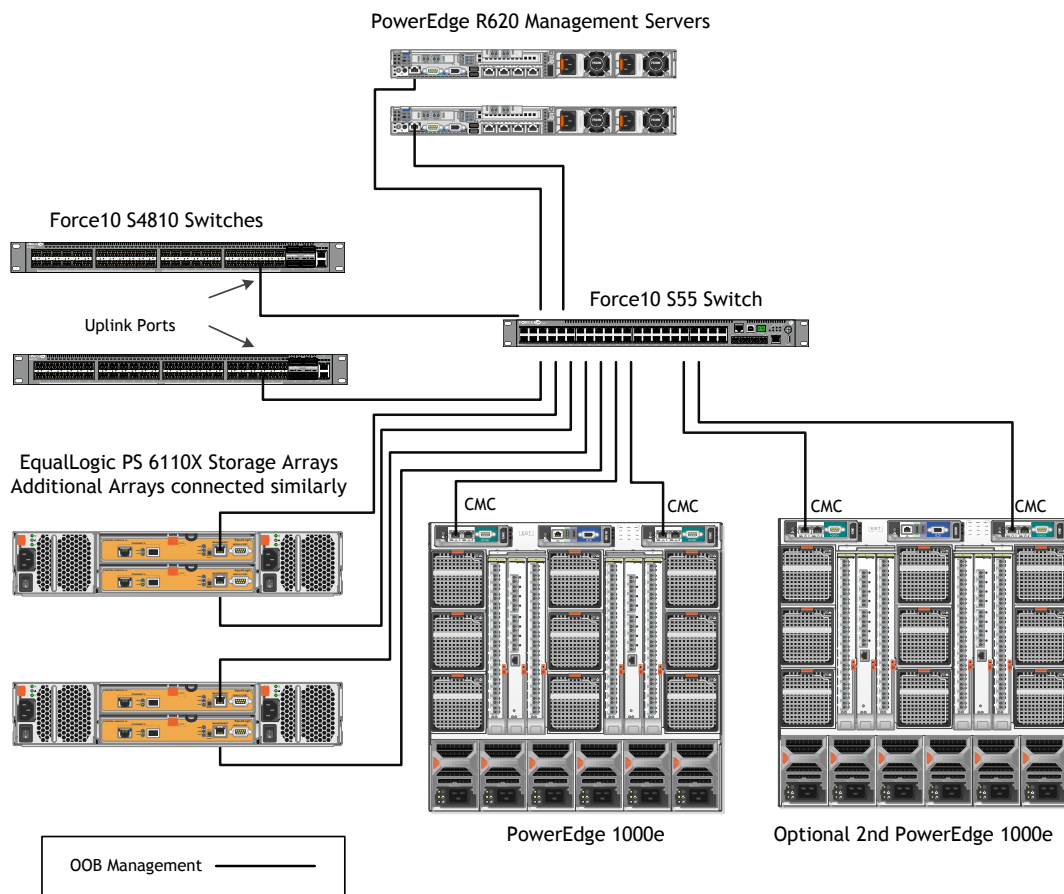 PowerEdge R620 Management Servers
Force10 S4810 Switches
Uplink Ports
Force10 S55 Switch
EqualLogic PS 6110X Storage Arrays
Additional Arrays connected similarly
CMC
CMC
CMC
CMC
PowerEdge 1000e
Optional 2nd PowerEdge 1000e
OOB Management